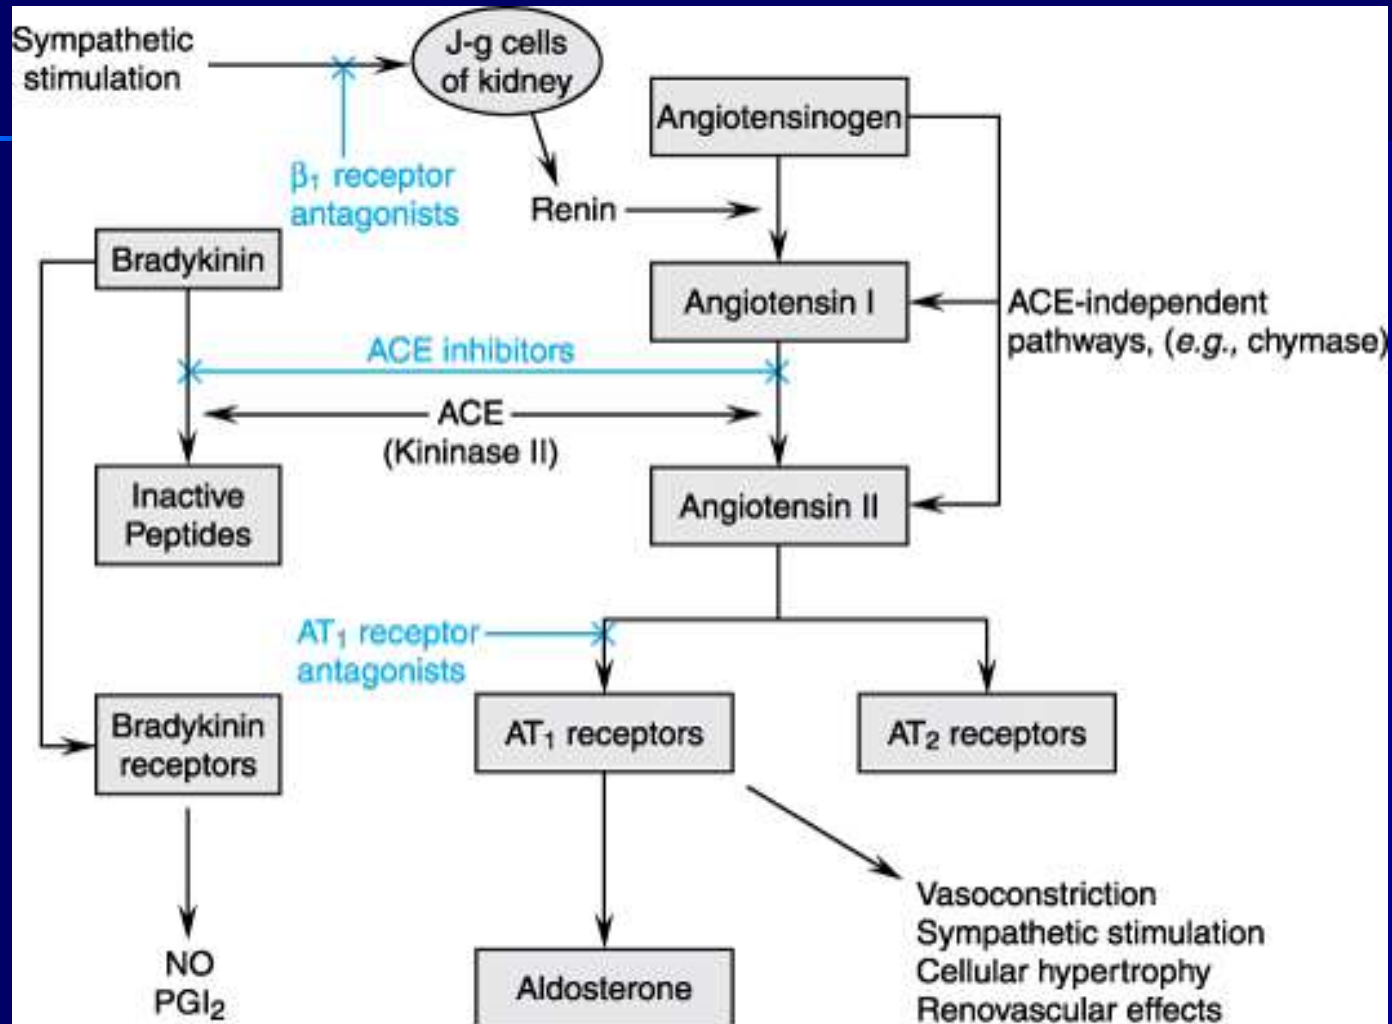 Sympathetic
stimulation
J-g cells
of kidney
Angiotensinogen
β₁ receptor
antagonists
Renin
Bradykinin
Angiotensin I
ACE-independent
pathways, (e.g., chymase)
ACE inhibitors
ACE
(Kininase II)
Inactive
Peptides
Angiotensin II
AT₁ receptor
antagonists
Bradykinin
receptors
AT₁ receptors
AT₂ receptors
NO
PGI₂
Aldosterone
Vasoconstriction
Sympathetic stimulation
Cellular hypertrophy
Renovascular effects